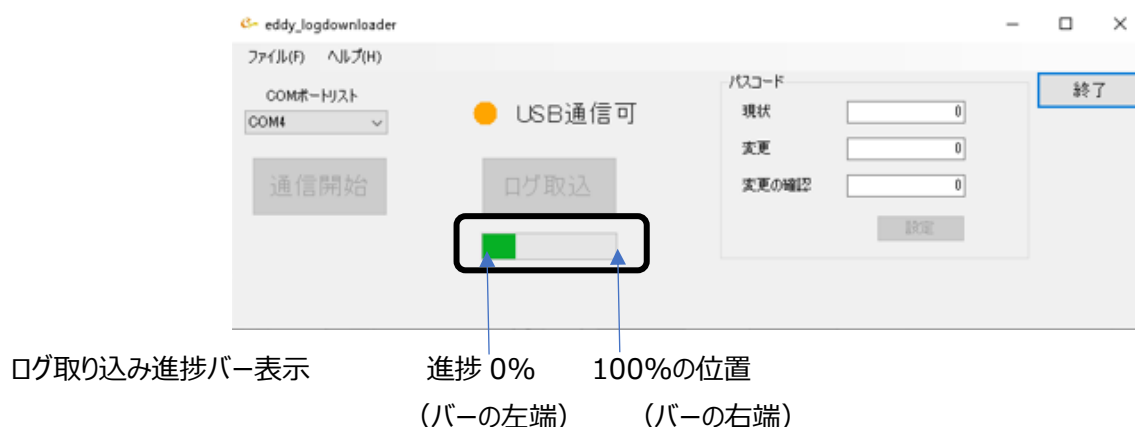 eddy_logdownloader
ファイル(F) ヘルプ(H)
COMポートリスト
COM4
USB通信可
パスコード
現状 0
変更 0
変更の確認 0
終了
通信開始
ログ取込
設定
ログ取り込み進捗バー表示
進捗 0% 100%の位置
（バーの左端） （バーの右端）